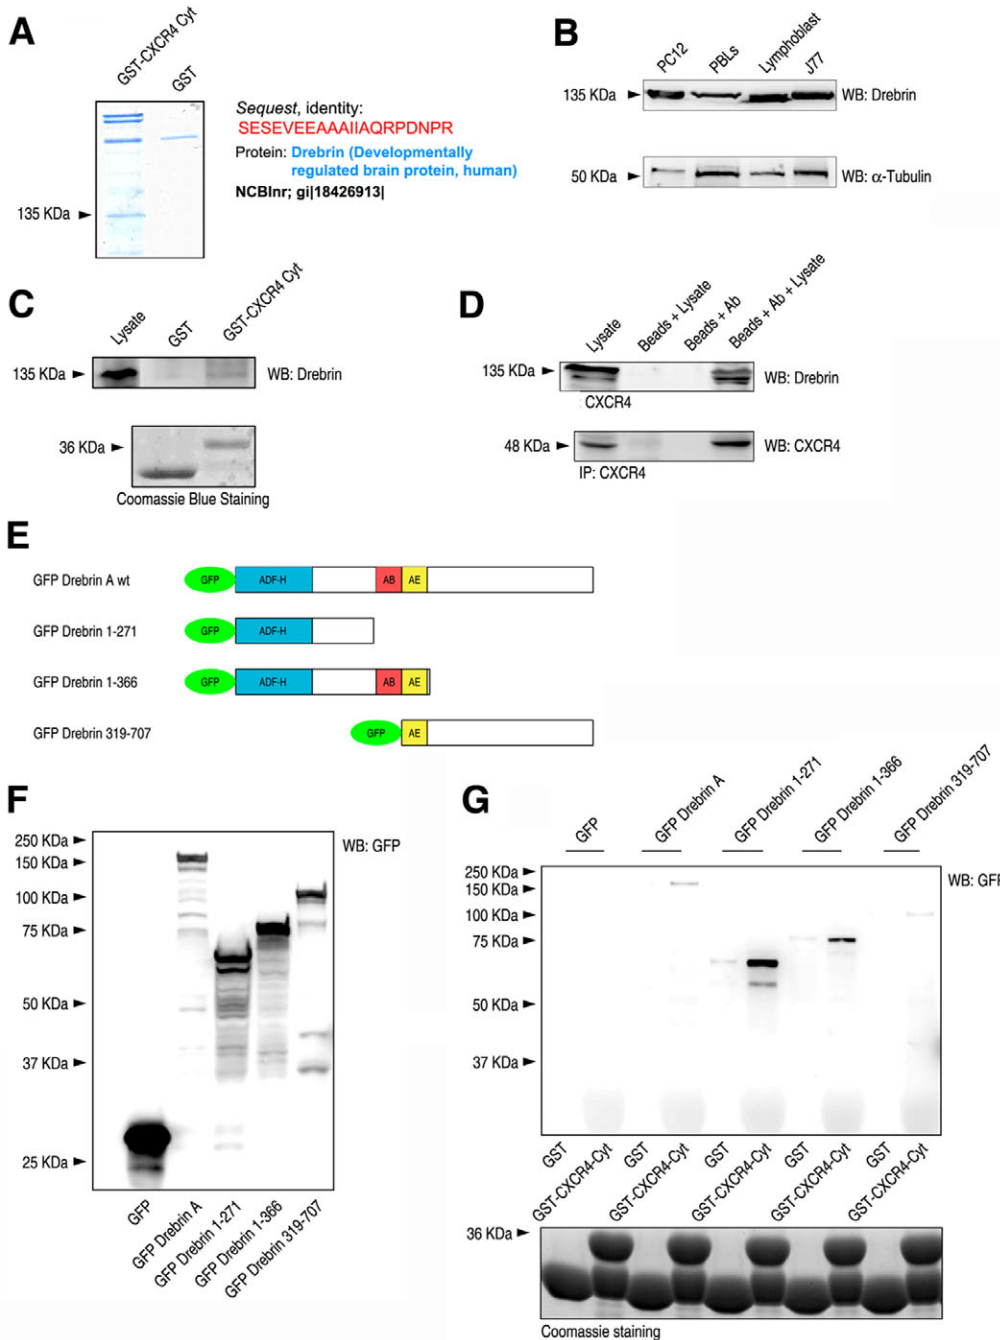 A
GST-CXCR4 Cyt
GST
135 KDa
Sequest, identity:
SESEVEEAAAIIAQRPDNPR
Protein: Drebrin (Developmentally
regulated brain protein, human)
NCBInr; gi|18426913|
B
PC12
PBLs
Lymphoblast
J77
135 KDa
WB: Drebrin
50 KDa
WB: α-Tubulin
C
Lysate
GST
GST-CXCR4 Cyt
135 KDa
WB: Drebrin
36 KDa
Coomassie Blue Staining
D
Lysate
Beads + Lysate
Beads + Ab
Beads + Ab + Lysate
135 KDa
WB: Drebrin
: CXCR4
48 KDa
WB: CXCR4
IP: CXCR4
E
GFP Drebrin A wt
GFP
ADF-H
AB
AE
GFP Drebrin 1-271
GFP
ADF-H
GFP Drebrin 1-366
GFP
ADF-H
AB
AE
GFP Drebrin 319-707
GFP
AE
F
250 KDa
150 KDa
100 KDa
75 KDa
50 KDa
37 KDa
25 KDa
WB: GFP
GFP
GFP Drebrin A
GFP Drebrin 1-271
GFP Drebrin 1-366
GFP Drebrin 319-707
G
GFP
GFP Drebrin A
GFP Drebrin 1-271
GFP Drebrin 1-366
GFP Drebrin 319-707
250 KDa
150 KDa
100 KDa
75 KDa
50 KDa
37 KDa
WB: GFP
GST
GST-CXCR4-Cyt
GST
GST-CXCR4-Cyt
GST
GST-CXCR4-Cyt
GST
GST-CXCR4-Cyt
GST
GST-CXCR4-Cyt
36 KDa
Coomassie staining